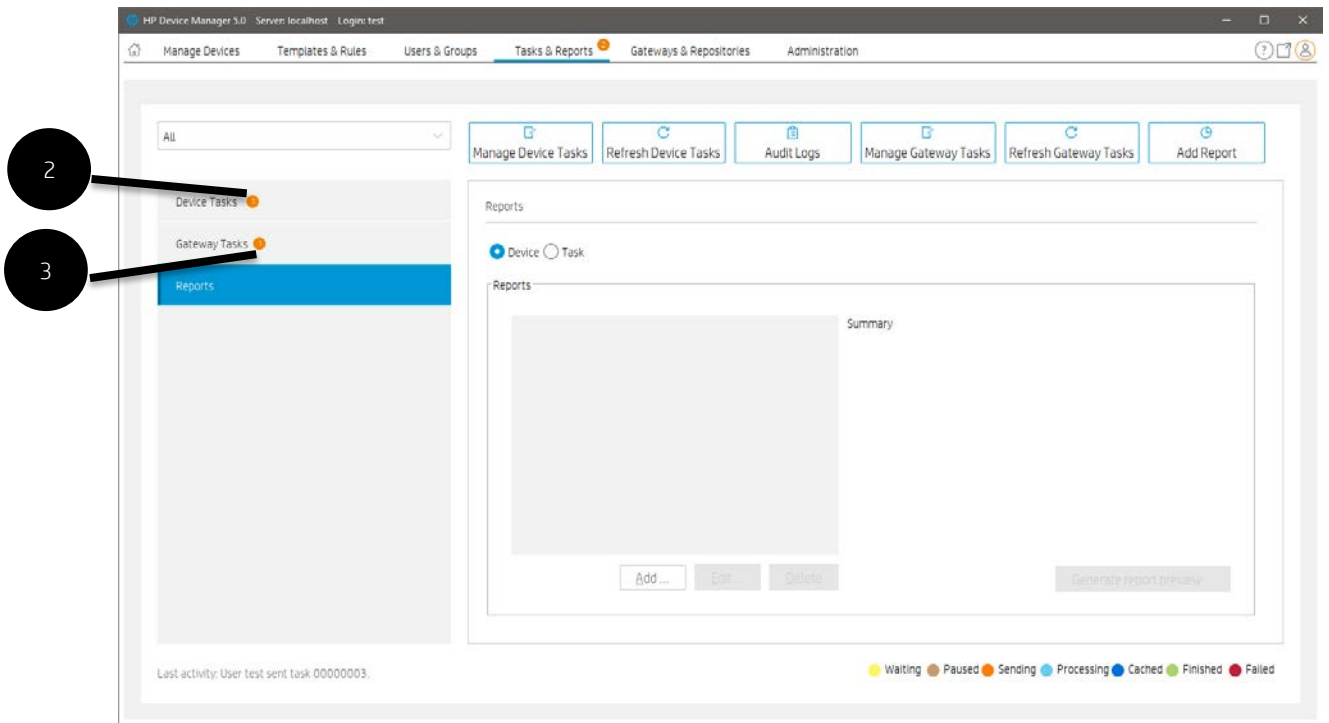 HP Device Manager 5.0 Server: localhost Login: test
Manage Devices Templates & Rules Users & Groups Tasks & Reports Gateways & Repositories Administration
All
Manage Device Tasks Refresh Device Tasks Audit Logs Manage Gateway Tasks Refresh Gateway Tasks Add Report
2
Device Tasks
Reports
3
Gateway Tasks
Device Task
Reports
Reports
Summary
Add ... Edit ... Delete Generate report preview
Last activity: User test sent task 00000003.
Waiting Paused Sending Processing Cached Finished Failed